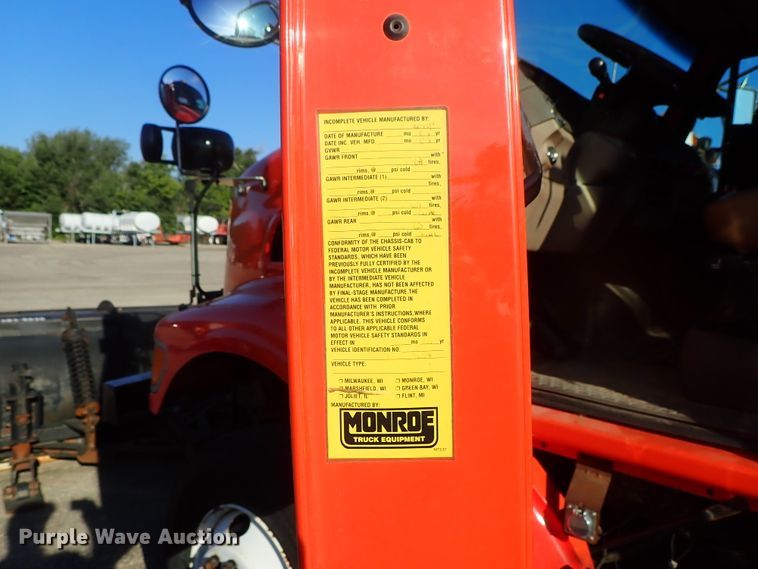 INCOMPLETE VEHICLE MANUFACTURED BY:
DATE OF MANUFACTURE mo yr
DATE INC. VEH. MFD. mo yr
GVWR
GAWR FRONT with
tires,
rims, @ psi cold
GAWR INTERMEDIATE (1) with
tires,
rims, @ psi cold
GAWR INTERMEDIATE (2) with
tires,
rims, @ psi cold
GAWR REAR with
tires,
rims, @ psi cold
CONFORMITY OF THE CHASSIS-CAB TO
FEDERAL MOTOR VEHICLE SAFETY
STANDARDS, WHICH HAVE BEEN
PREVIOUSLY FULLY CERTIFIED BY THE
INCOMPLETE VEHICLE MANUFACTURER OR
BY THE INTERMEDIATE VEHICLE
MANUFACTURER, HAS NOT BEEN AFFECTED
BY FINAL-STAGE MANUFACTURE. THE
VEHICLE HAS BEEN COMPLETED IN
ACCORDANCE WITH PRIOR
MANUFACTURER'S INSTRUCTIONS, WHERE
APPLICABLE. THIS VEHICLE CONFORMS
TO ALL OTHER APPLICABLE FEDERAL
MOTOR VEHICLE SAFETY STANDARDS IN
EFFECT IN mo yr
VEHICLE IDENTIFICATION NO.
VEHICLE TYPE:
MILWAUKEE, WI MONROE, WI
MARSHFIELD, WI GREEN BAY, WI
JOLIET, IL FLINT, MI
MANUFACTURED BY:
MONROE
TRUCK EQUIPMENT
Purple Wave Auction